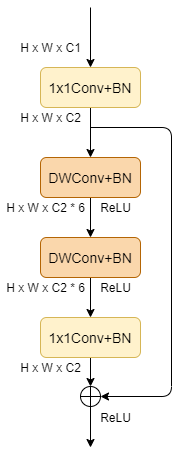 H x W x C1
1x1Conv+BN
H x W x C2
DWConv+BN
H x W x C2 * 6 ReLU
DWConv+BN
H x W x C2 * 6 ReLU
1x1Conv+BN
H x W x C2
ReLU